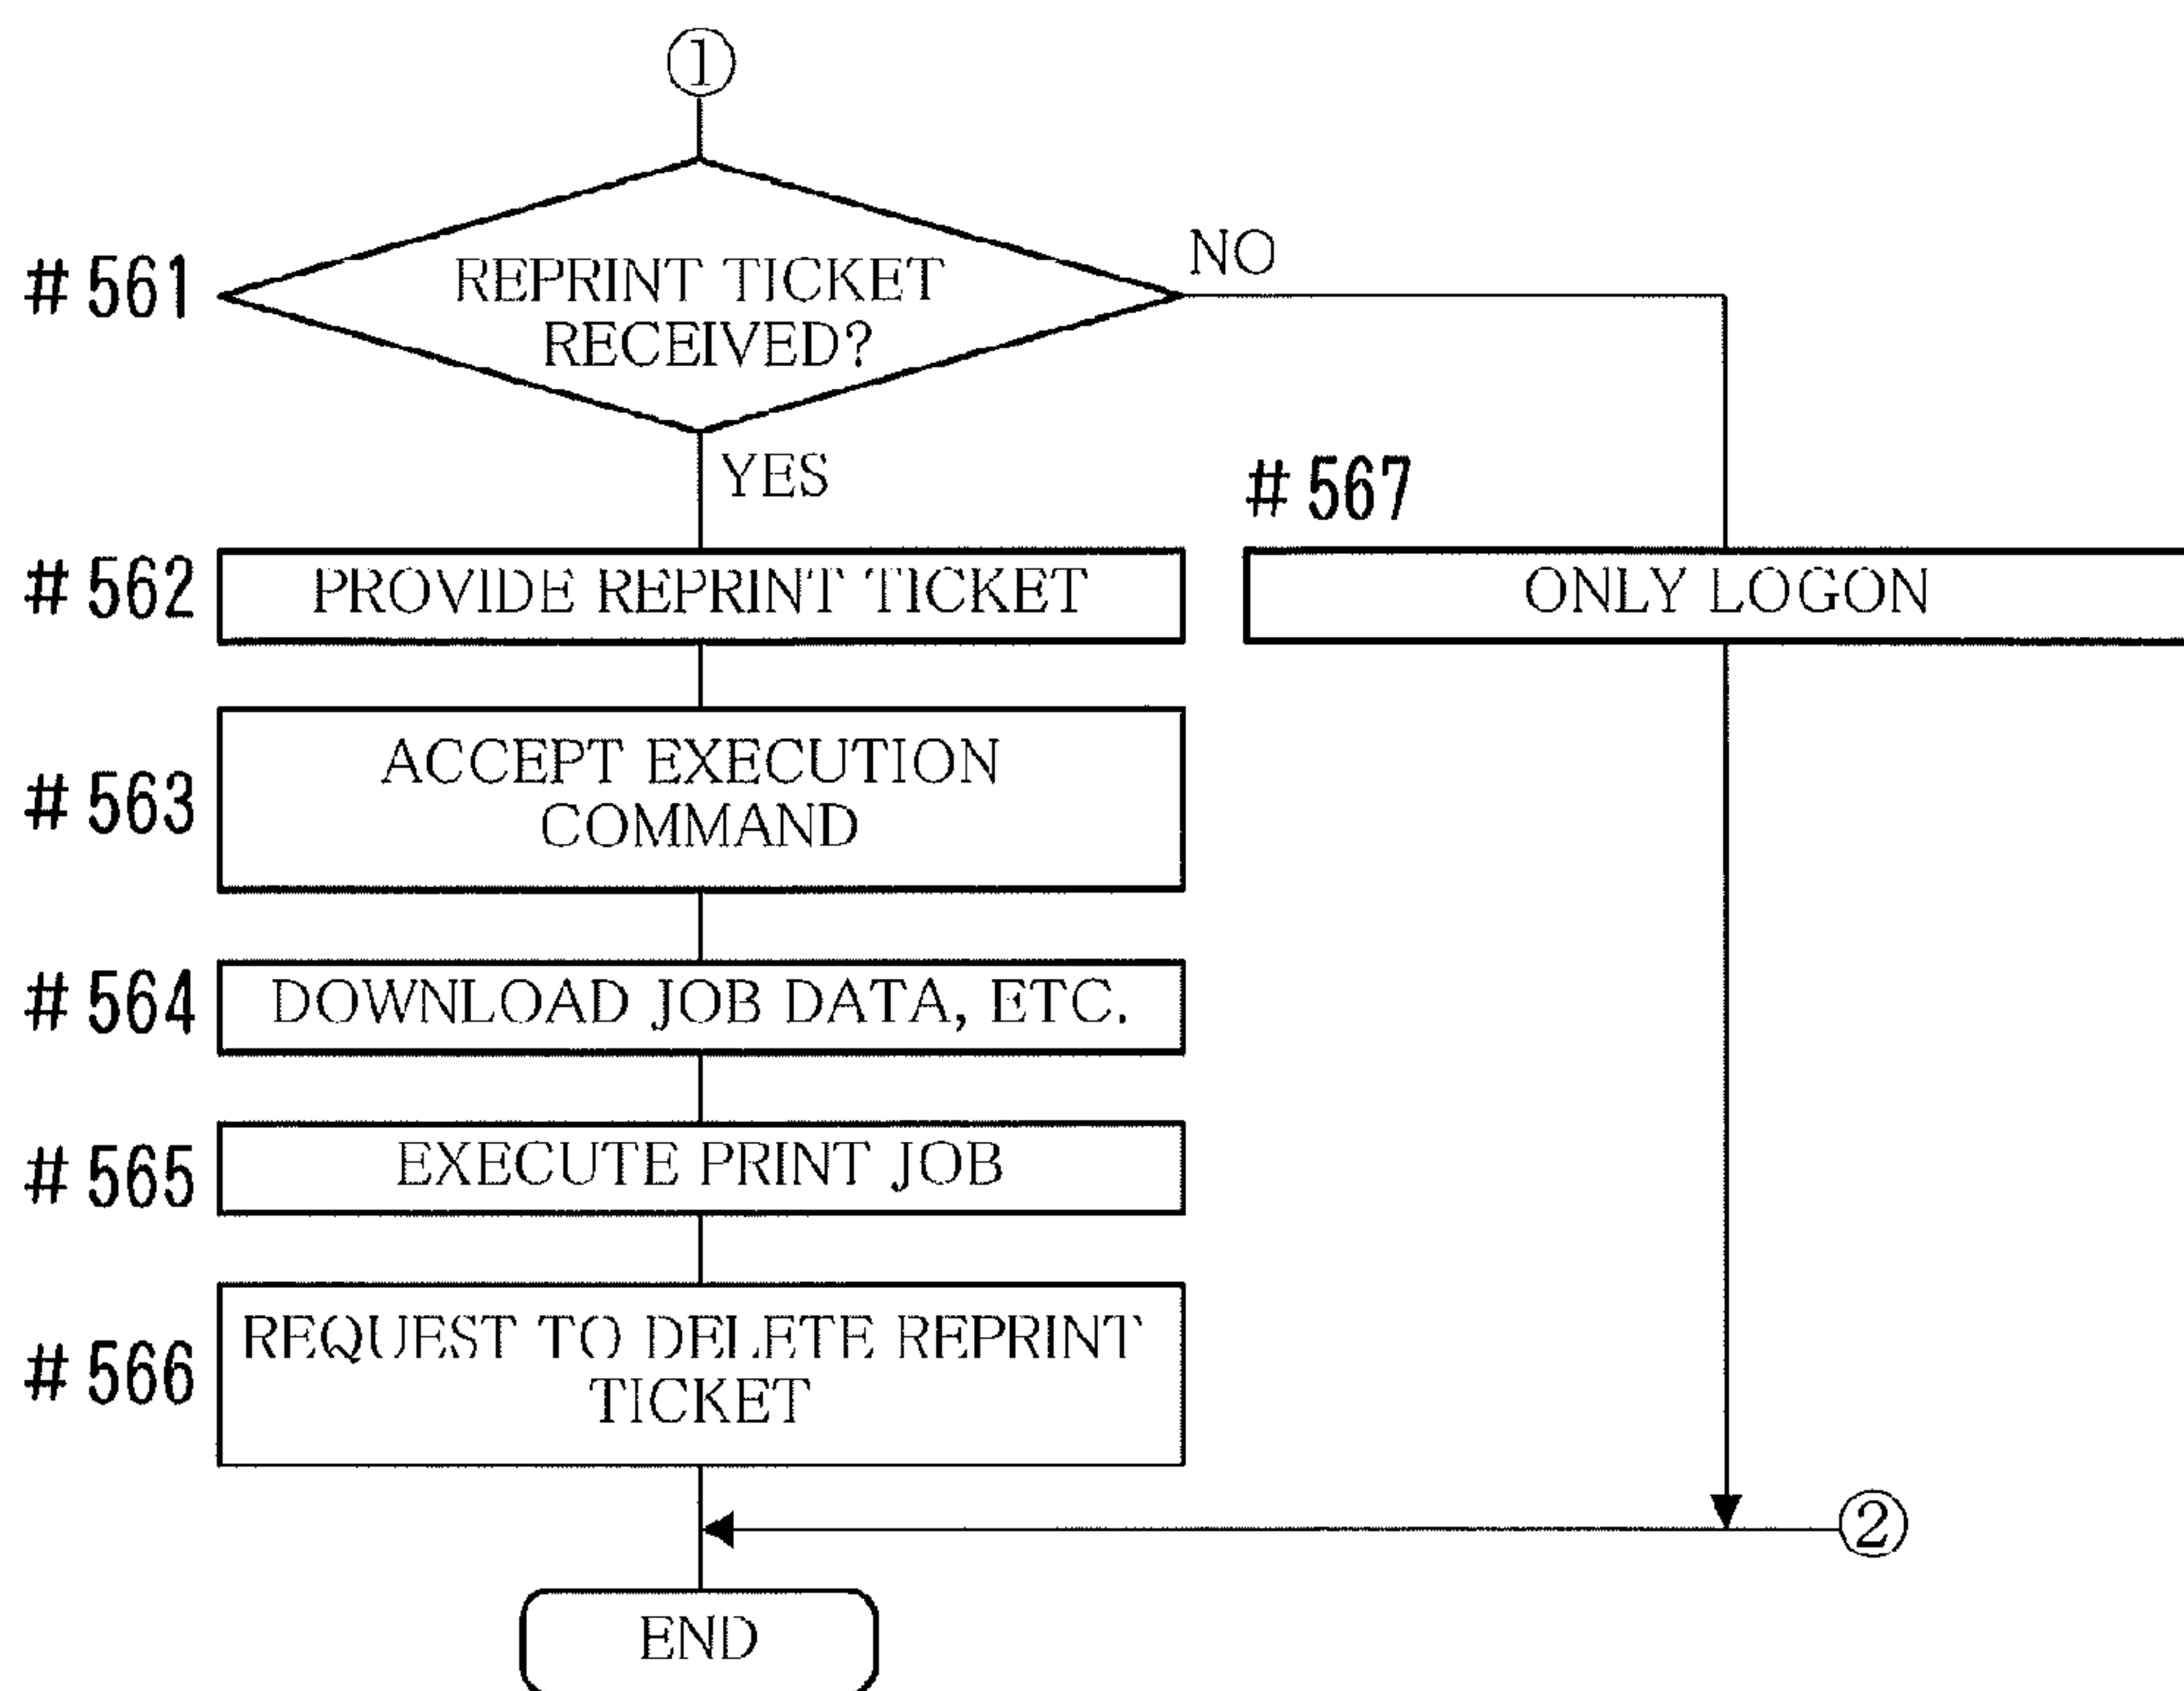 ①
#561
REPRINT TICKET
RECEIVED?
NO
YES
#567
#562
PROVIDE REPRINT TICKET
ONLY LOGON
#563
ACCEPT EXECUTION
COMMAND
#564
DOWNLOAD JOB DATA, ETC.
#565
EXECUTE PRINT JOB
#566
REQUEST TO DELETE REPRINT
TICKET
②
END